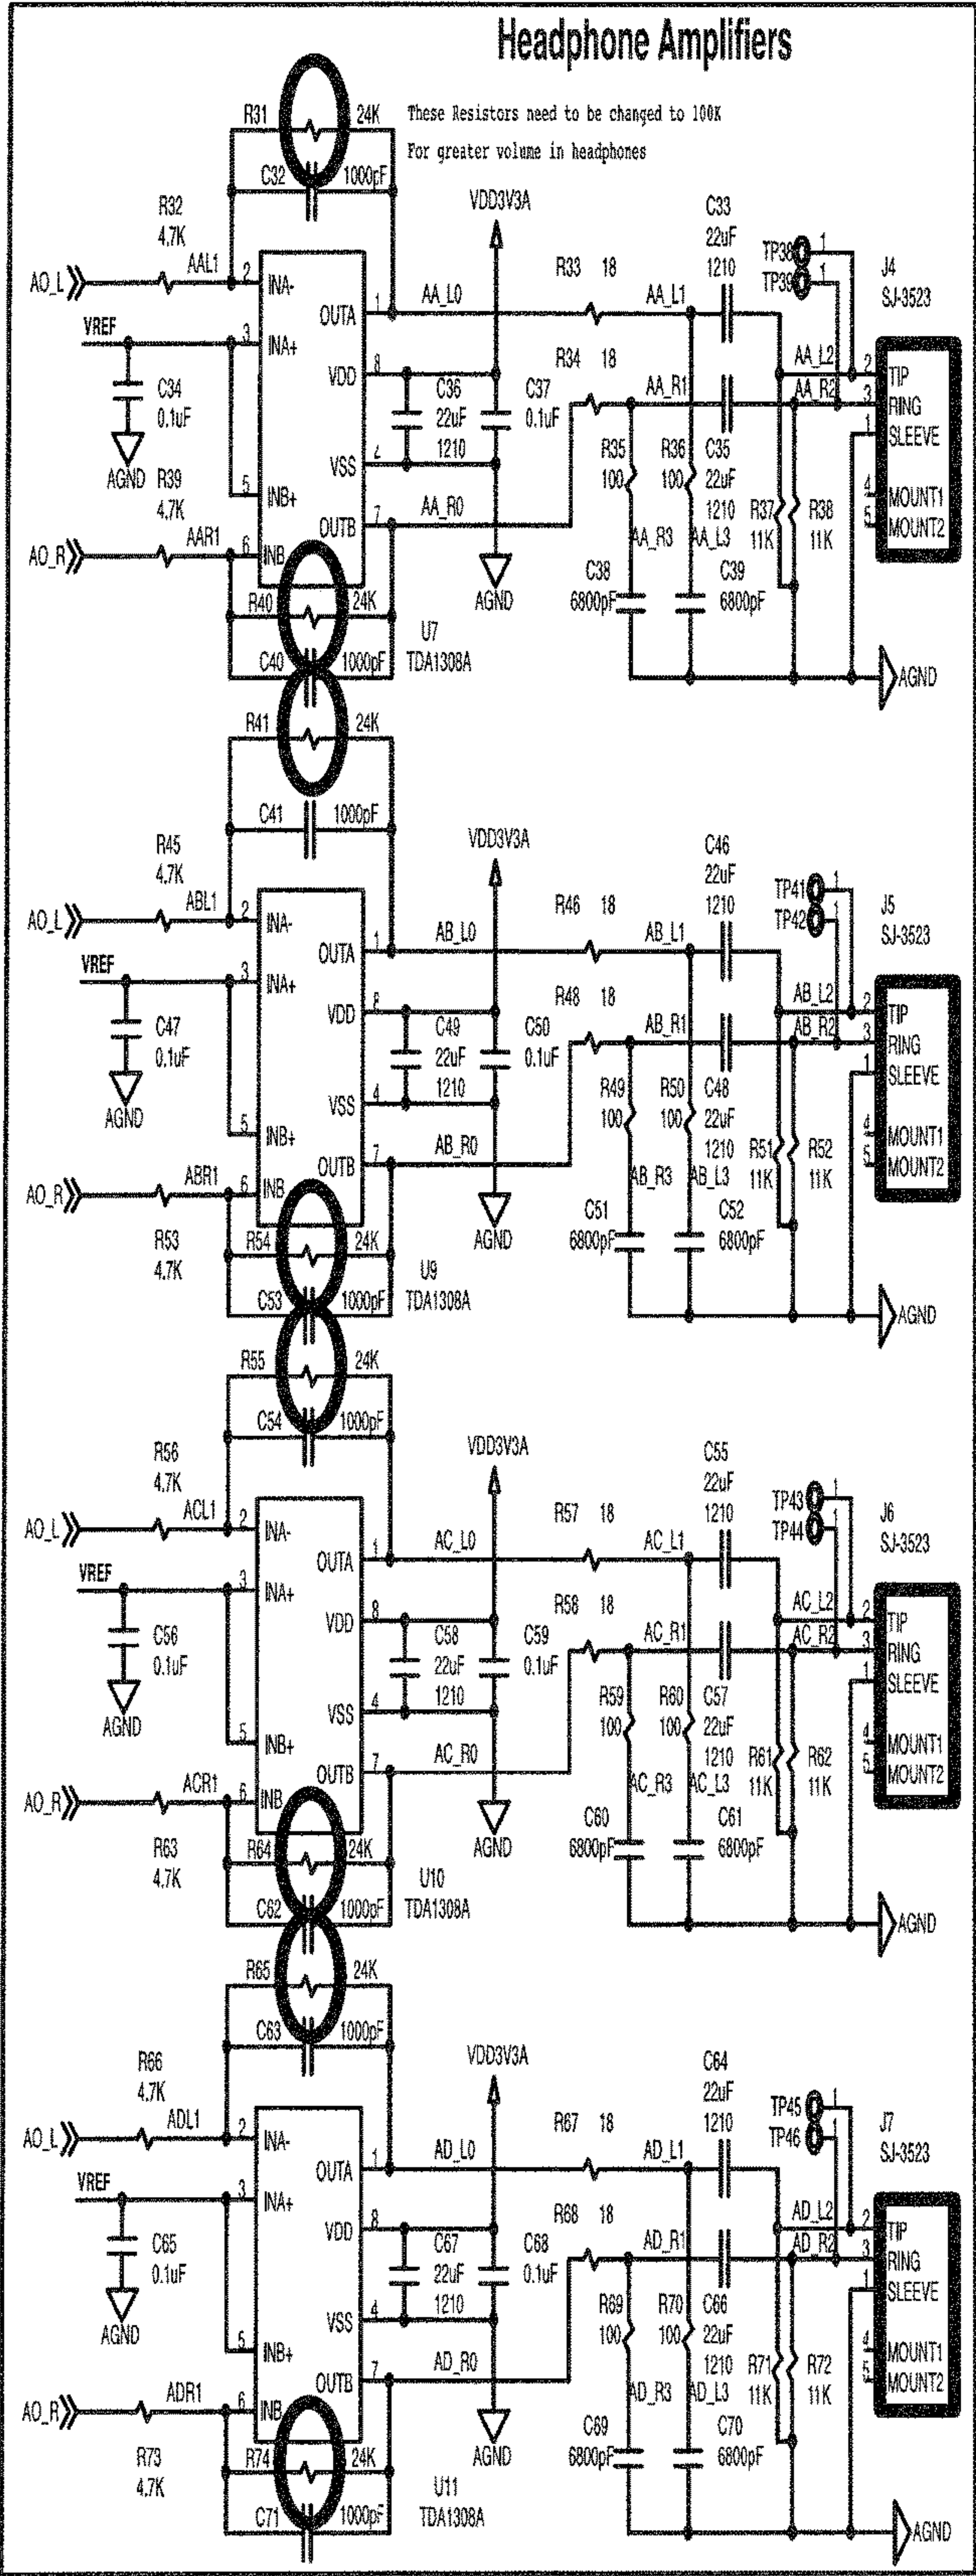 Headphone Amplifiers
R31 24K
These Resistors need to be changed to 100K
For greater volume in headphones
C32 1000pF
R32
4.7K
AO_L AAL1 2 INA-
VREF 3 INA+
C34
0.1uF
AGND
R39
4.7K
5 INB+
AO_R AAR1 6 INB
OUTA 1 AA_L0
VDD 8
VSS
OUTB 7 AA_R0
VDD3V3A
C36
22uF
1210
C37
0.1uF
AGND
R33 18 AA_L1
R34 18 AA_R1
C33
22uF
1210
C35
22uF
1210
R35
100
R36
100
R37
11K
R38
11K
AA_R3 AA_L3
C38
6800pF
C39
6800pF
TP38 1
TP39 1
J4
SJ-3523
AA_L2 2 TIP
AA_R2 3 RING
1 SLEEVE
4 MOUNT1
5 MOUNT2
AGND
R40 24K
C40 1000pF
U7
TDA1308A
R41 24K
C41 1000pF
R45
4.7K
AO_L ABL1 2 INA-
VREF 3 INA+
C47
0.1uF
AGND
5 INB+
AO_R ABR1 6 INB
R53
4.7K
OUTA 1 AB_L0
VDD 8
VSS 4
OUTB 7 AB_R0
VDD3V3A
C49
22uF
1210
C50
0.1uF
AGND
R46 18 AB_L1
R48 18 AB_R1
C46
22uF
1210
C48
22uF
1210
R49
100
R50
100
R51
11K
R52
11K
AB_R3 AB_L3
C51
6800pF
C52
6800pF
TP41 1
TP42 1
J5
SJ-3523
AB_L2 2 TIP
AB_R2 3 RING
1 SLEEVE
4 MOUNT1
5 MOUNT2
AGND
R54 24K
C53 1000pF
U9
TDA1308A
R55 24K
C54 1000pF
R56
4.7K
AO_L ACL1 2 INA-
VREF 3 INA+
C56
0.1uF
AGND
5 INB+
AO_R ACR1 6 INB
R63
4.7K
OUTA 1 AC_L0
VDD 8
VSS 4
OUTB 7 AC_R0
VDD3V3A
C58
22uF
1210
C59
0.1uF
AGND
R57 18 AC_L1
R58 18 AC_R1
C55
22uF
1210
C57
22uF
1210
R59
100
R60
100
R61
11K
R62
11K
AC_R3 AC_L3
C60
6800pF
C61
6800pF
TP43 1
TP44 1
J6
SJ-3523
AC_L2 2 TIP
AC_R2 3 RING
1 SLEEVE
4 MOUNT1
5 MOUNT2
AGND
R64 24K
C62 1000pF
U10
TDA1308A
R65 24K
C63 1000pF
R66
4.7K
AO_L ADL1 2 INA-
VREF 3 INA+
C65
0.1uF
AGND
5 INB+
AO_R ADR1 6 INB
R73
4.7K
OUTA 1 AD_L0
VDD 8
VSS 4
OUTB 7 AD_R0
VDD3V3A
C67
22uF
1210
C68
0.1uF
AGND
R67 18 AD_L1
R68 18 AD_R1
C64
22uF
1210
C66
22uF
1210
R69
100
R70
100
R71
11K
R72
11K
AD_R3 AD_L3
C69
6800pF
C70
6800pF
TP45 1
TP46 1
J7
SJ-3523
AD_L2 2 TIP
AD_R2 3 RING
1 SLEEVE
4 MOUNT1
5 MOUNT2
AGND
R74 24K
C71 1000pF
U11
TDA1308A